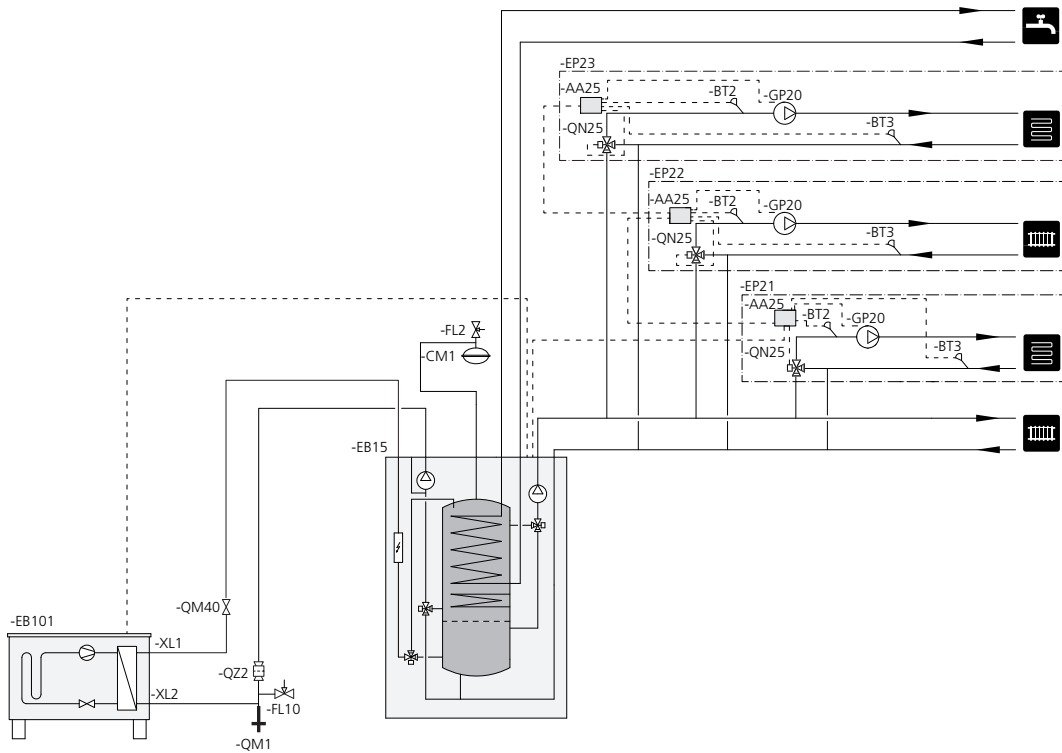 -EP23
-AA25
-BT2
-GP20
-QN25
-BT3
-EP22
-AA25
-BT2
-GP20
-QN25
-BT3
-EP21
-AA25
-BT2
-GP20
-QN25
-BT3
-FL2
-CM1
-EB15
-QM40
-EB101
-XL1
-QZ2
-XL2
-FL10
-QM1